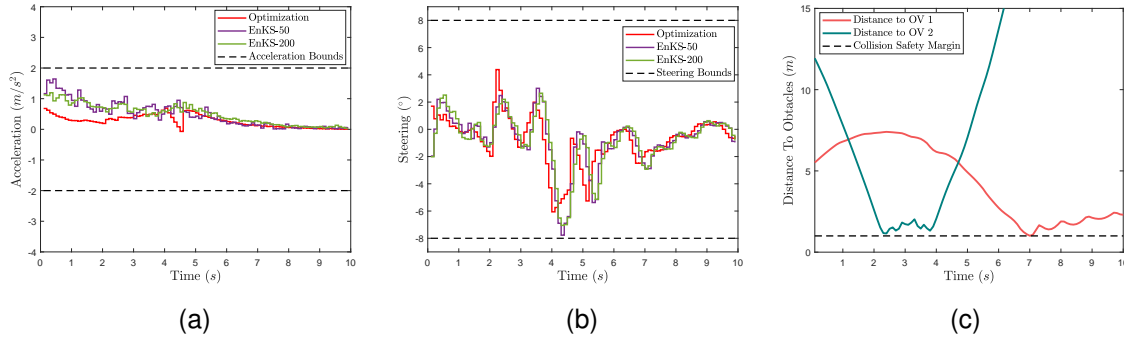 Optimization
EnKS-50
EnKS-200
Acceleration Bounds
4
3
2
1
0
-1
-2
-3
-4
Acceleration (m/s²)
0 1 2 3 4 5 6 7 8 9 10
Time (s)
(a)
Optimization
EnKS-50
EnKS-200
Steering Bounds
8
6
4
2
0
-2
-4
-6
-8
Steering (°)
0 1 2 3 4 5 6 7 8 9 10
Time (s)
(b)
Distance to OV 1
Distance to OV 2
Collision Safety Margin
15
10
5
0
Distance To Obstacles (m)
1 2 3 4 5 6 7 8 9 10
Time (s)
(c)